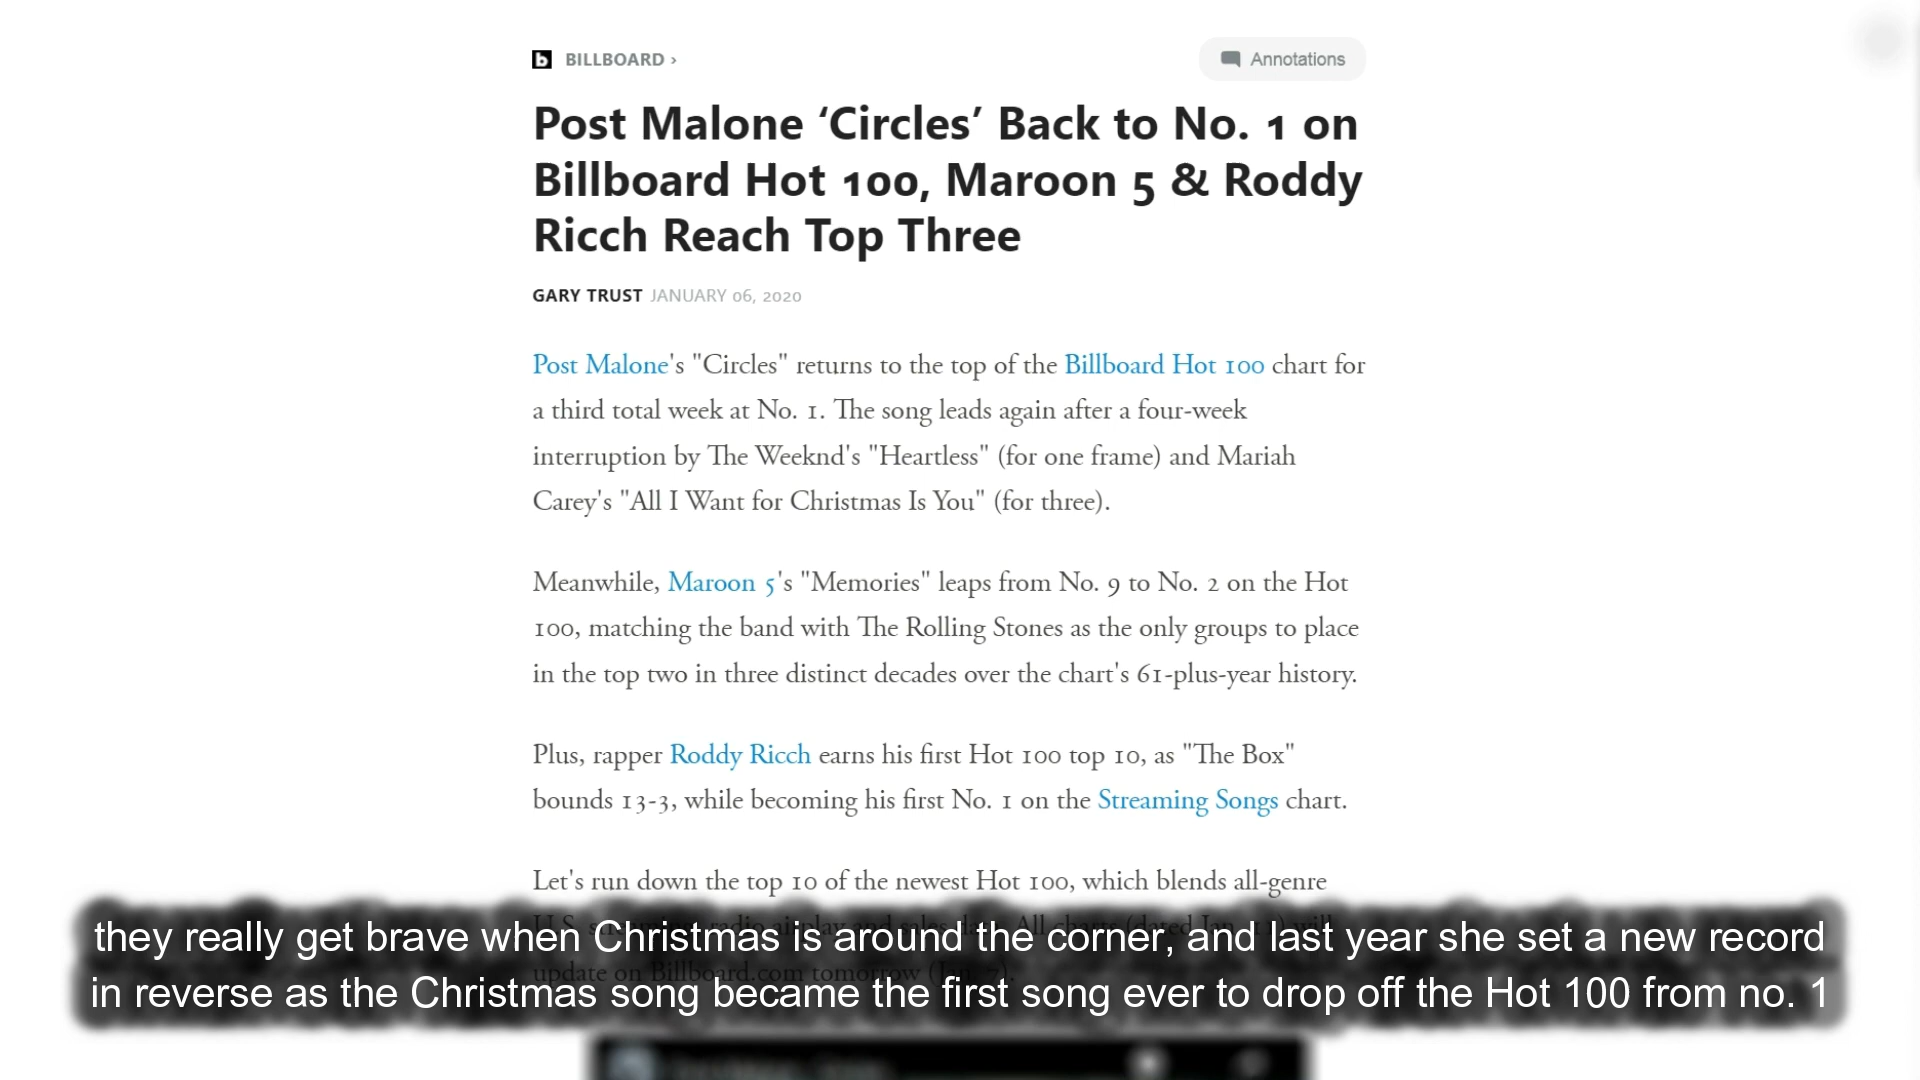 BILLBOARD ›
Annotations
Post Malone ‘Circles’ Back to No. 1 on
Billboard Hot 100, Maroon 5 & Roddy
Ricch Reach Top Three
GARY TRUST JANUARY 06, 2020
Post Malone's "Circles" returns to the top of the Billboard Hot 100 chart for
a third total week at No. 1. The song leads again after a four-week
interruption by The Weeknd's "Heartless" (for one frame) and Mariah
Carey's "All I Want for Christmas Is You" (for three).
Meanwhile, Maroon 5's "Memories" leaps from No. 9 to No. 2 on the Hot
100, matching the band with The Rolling Stones as the only groups to place
in the top two in three distinct decades over the chart's 61-plus-year history.
Plus, rapper Roddy Ricch earns his first Hot 100 top 10, as "The Box"
bounds 13-3, while becoming his first No. 1 on the Streaming Songs chart.
Let's run down the top 10 of the newest Hot 100, which blends all-genre
they really get brave when Christmas is around the corner, and last year she set a new record
update on Billboard.com tomorrow
in reverse as the Christmas song became the first song ever to drop off the Hot 100 from no. 1